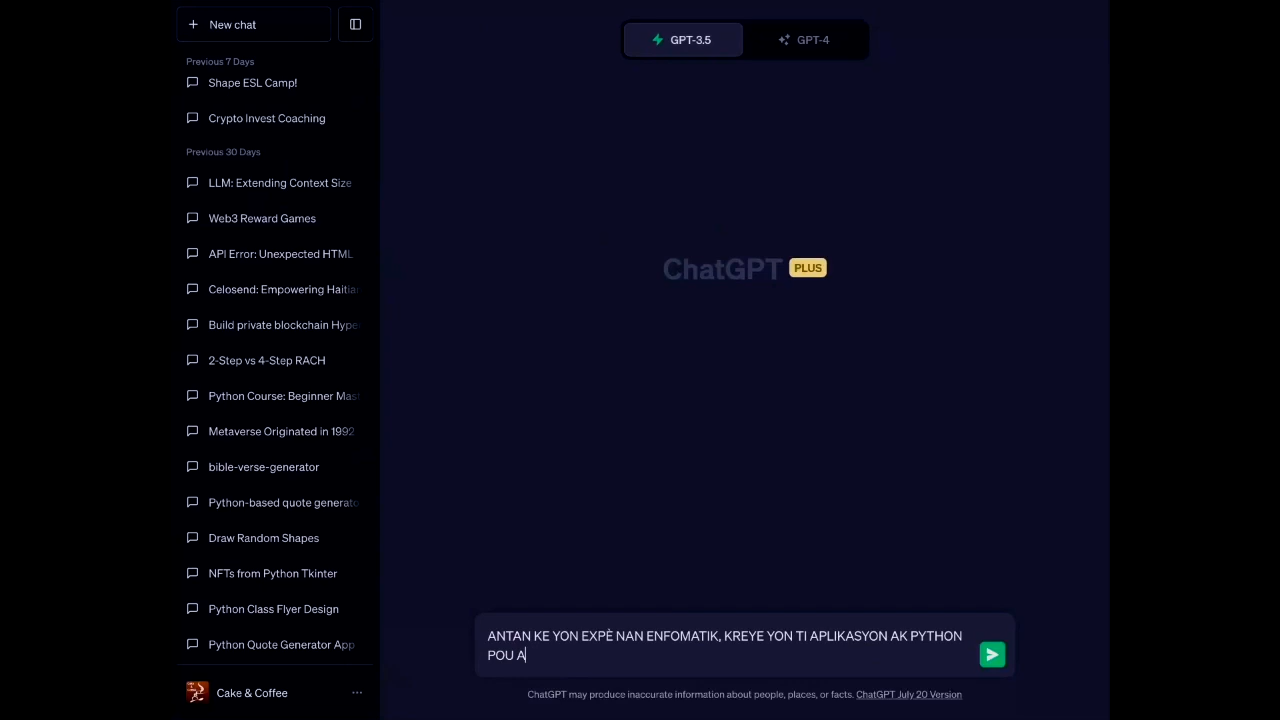 New chat
Previous 7 Days
Shape ESL Camp!
Crypto Invest Coaching
Previous 30 Days
LLM: Extending Context Size
Web3 Reward Games
API Error: Unexpected HTML
Celosend: Empowering Haitia
Build private blockchain Hype
2-Step vs 4-Step RACH
Python Course: Beginner Mas
Metaverse Originated in 1992
bible-verse-generator
Python-based quote generato
Draw Random Shapes
NFTs from Python Tkinter
Python Class Flyer Design
Python Quote Generator App
Cake & Coffee
GPT-3.5
GPT-4
ChatGPT PLUS
ANTAN KE YON EXPÈ NAN ENFOMATIK, KREYE YON TI APLIKASYON AK PYTHON
POU A
ChatGPT may produce inaccurate information about people, places, or facts. ChatGPT July 20 Version